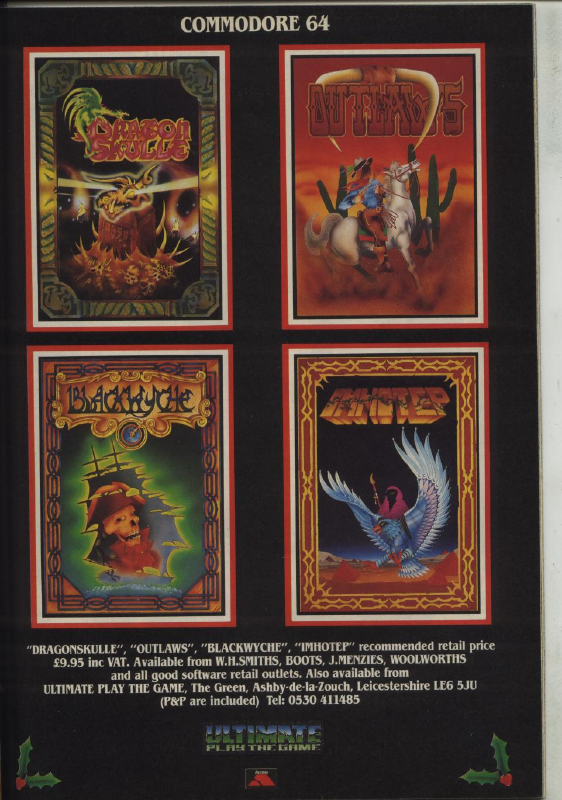 COMMODORE 64
DRAGON
SKULLE
OUTLAWS
BLACKWYCHE
IMHOTEP
"DRAGONSKULLE", "OUTLAWS", "BLACKWYCHE", "IMHOTEP" recommended retail price
£9.95 inc VAT. Available from W.H.SMITHS, BOOTS, J.MENZIES, WOOLWORTHS
and all good software retail outlets. Also available from
ULTIMATE PLAY THE GAME, The Green, Ashby-de-la-Zouch, Leicestershire LE6 5JU
(P&P are included) Tel: 0530 411485
ULTIMATE
PLAY THE GAME